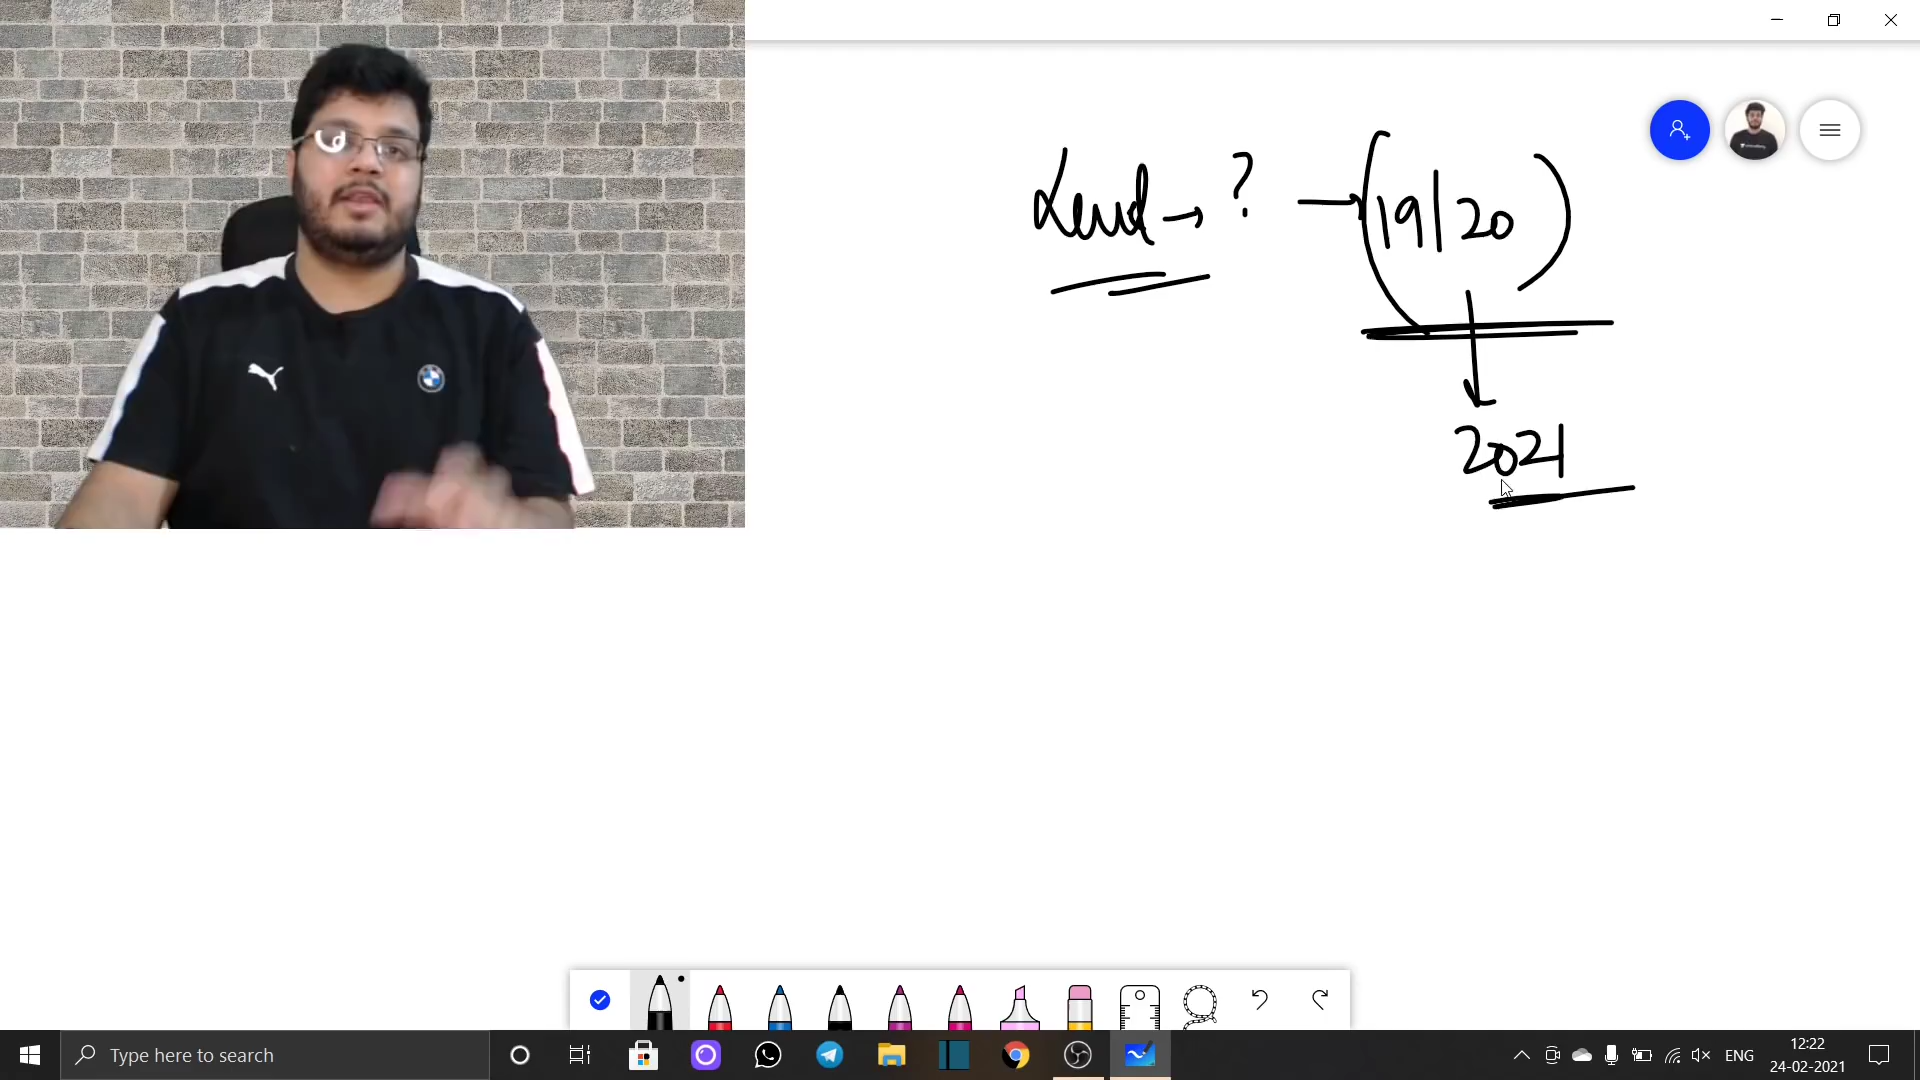 Level → ? → (19|20)
2021
Type here to search
ENG
12:22
24-02-2021